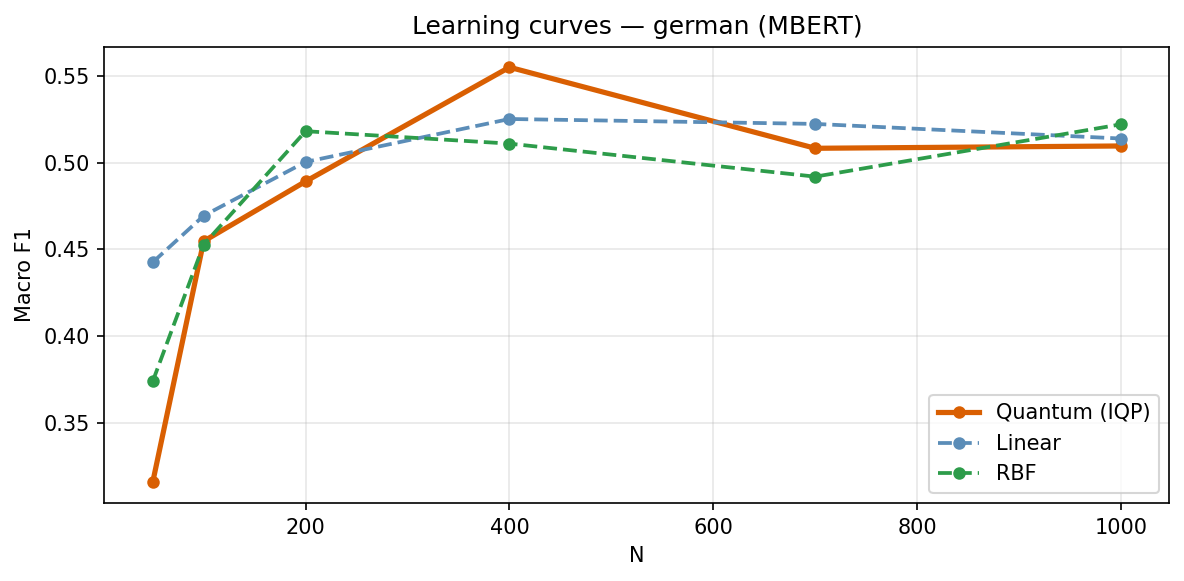 Learning curves — german (MBERT)
0.55
0.50
0.45
0.40
0.35
Macro F1
200
400
600
800
1000
N
Quantum (IQP)
Linear
RBF